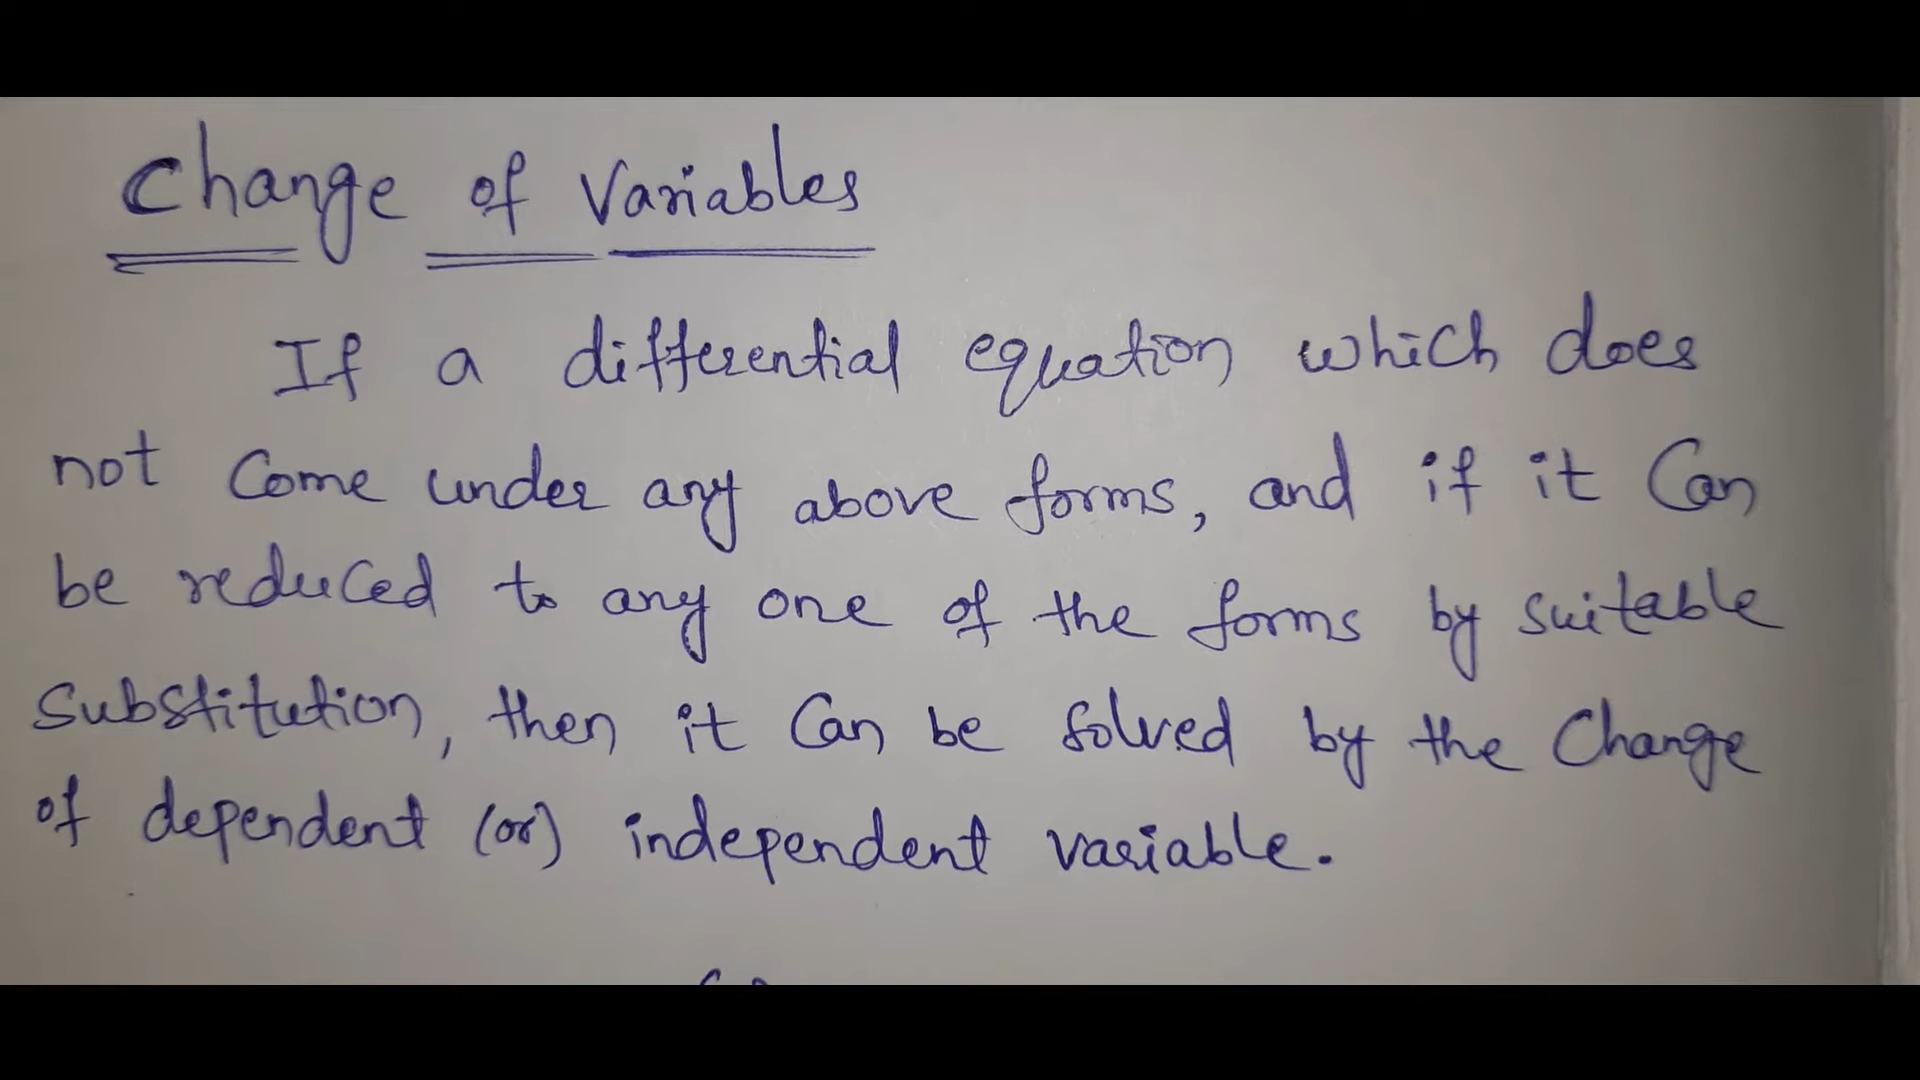 Change of Variables
If a differential equation which does
not come under any above forms, and if it can
be reduced to any one of the forms by suitable
substitution, then it can be solved by the change
of dependent (or) independent variable.